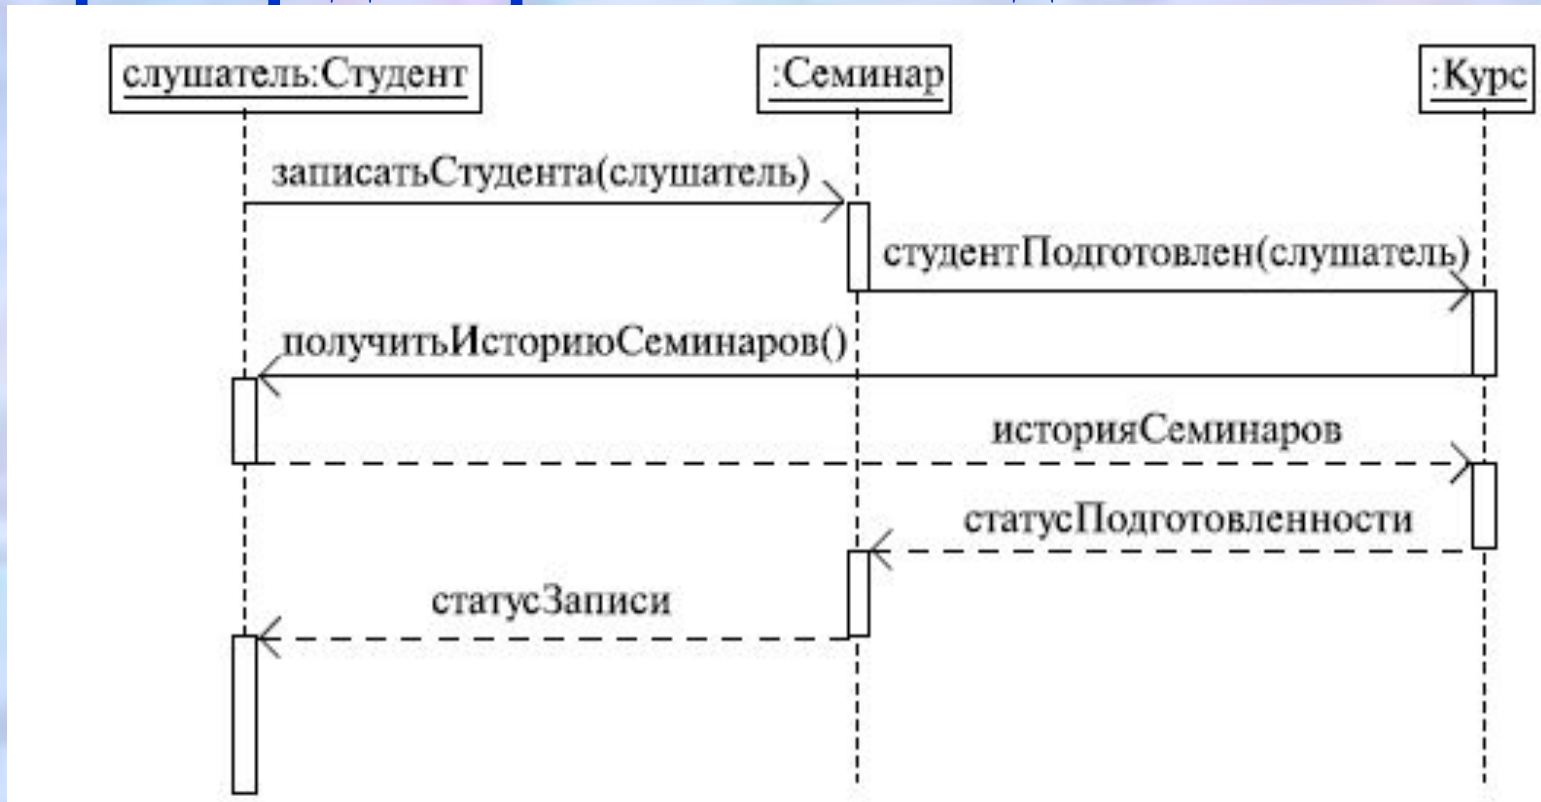 слушатель:Студент
:Семинар
:Курс
записатьСтудента(слушатель)
студентПодготовлен(слушатель)
получитьИсториюСеминаров()
историяСеминаров
статусПодготовленности
статусЗаписи